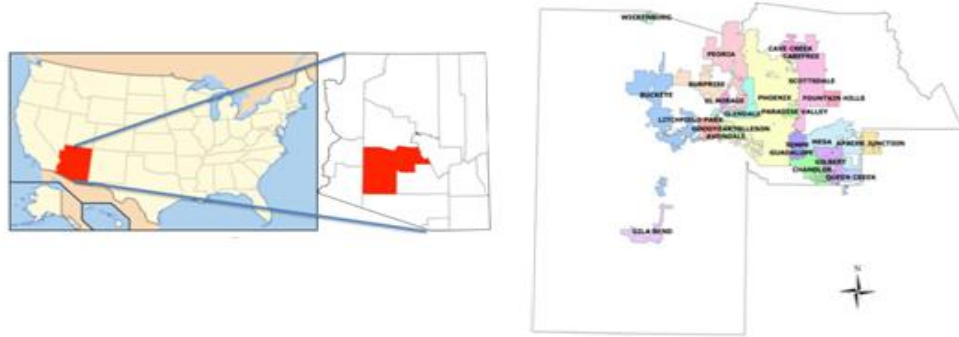 WICKENBURG
PEORIA
CAVE CREEK
CAREFREE
SURPRISE
SCOTTSDALE
BUCKEYE
EL MIRAGE
PHOENIX
FOUNTAIN HILLS
GLENDALE
PARADISE VALLEY
LITCHFIELD PARK
GOODYEAR
TOLLESON
AVONDALE
TEMPE
MESA
APACHE JUNCTION
GUADALUPE
GILBERT
CHANDLER
QUEEN CREEK
GILA BEND
N